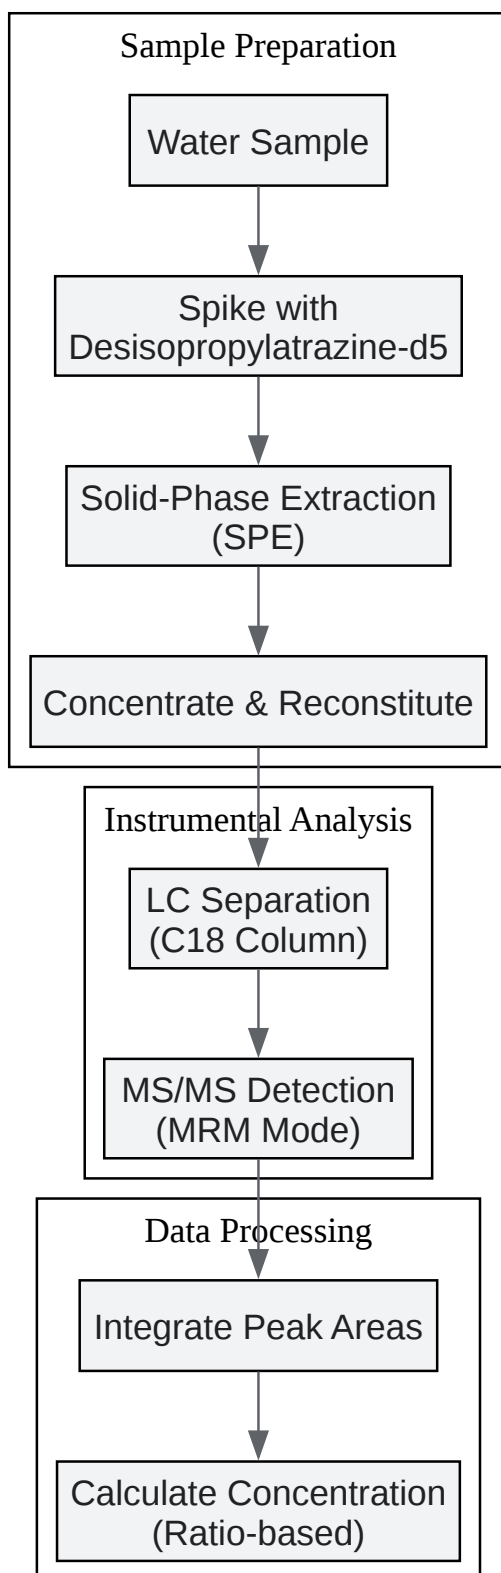 Sample Preparation
Water Sample
Spike with
Desisopropylatrazine-d5
Solid-Phase Extraction
(SPE)
Concentrate & Reconstitute
Instrumental Analysis
LC Separation
(C18 Column)
MS/MS Detection
(MRM Mode)
Data Processing
Integrate Peak Areas
Calculate Concentration
(Ratio-based)